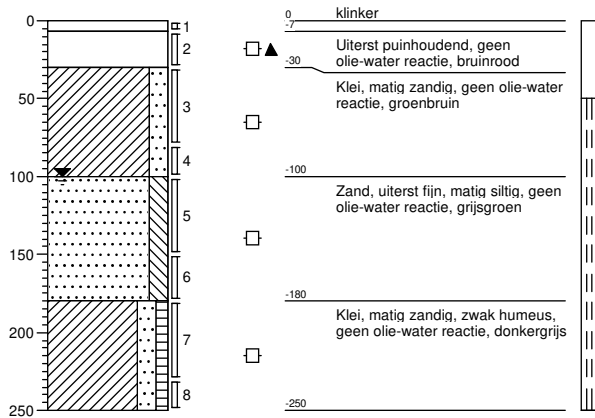 0
50
100
150
200
250
1
2
3
4
5
6
7
8
0
klinker
-7
Uiterst puinhoudend, geen
olie-water reactie, bruinrood
-30
Klei, matig zandig, geen olie-water
reactie, groenbruin
-100
Zand, uiterst fijn, matig siltig, geen
olie-water reactie, grijsgroen
-180
Klei, matig zandig, zwak humeus,
geen olie-water reactie, donkergrijs
-250